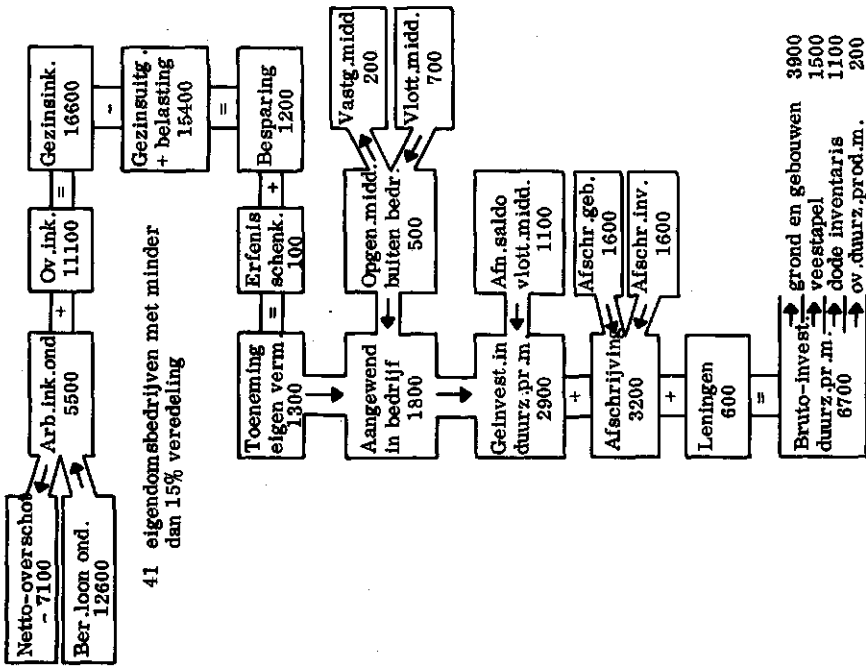 Netto-overschot
- 7100
Ber.loon ond.
12600
Arb.ink.ond
5500
+
Ov.ink.
11100
=
Gezinsink.
16600
-
Gezinsuitg.
+ belasting
15400
=
Besparing
1200
+
Erfenis
schenk.
100
=
Toeneming
eigen verm
1300
41 eigendomsbedrijven met minder
dan 15% veredeling
Vastg.midd
200
Vlott.midd.
700
Opgen.midd.
buiten bedr.
500
Aangewend
in bedrijf
1800
Afn.saldo
vlott.midd.
1100
Geinvest.in
duurz.pr.m.
2900
+
Afschr.geb.
1600
Afschr.inv.
1600
Afschrijving
3200
+
Leningen
600
=
Bruto-invest.
duurz.pr.m.
6700
grond en gebouwen 3900
veestapel 1500
dode inventaris 1100
ov.duurz.prod.m. 200